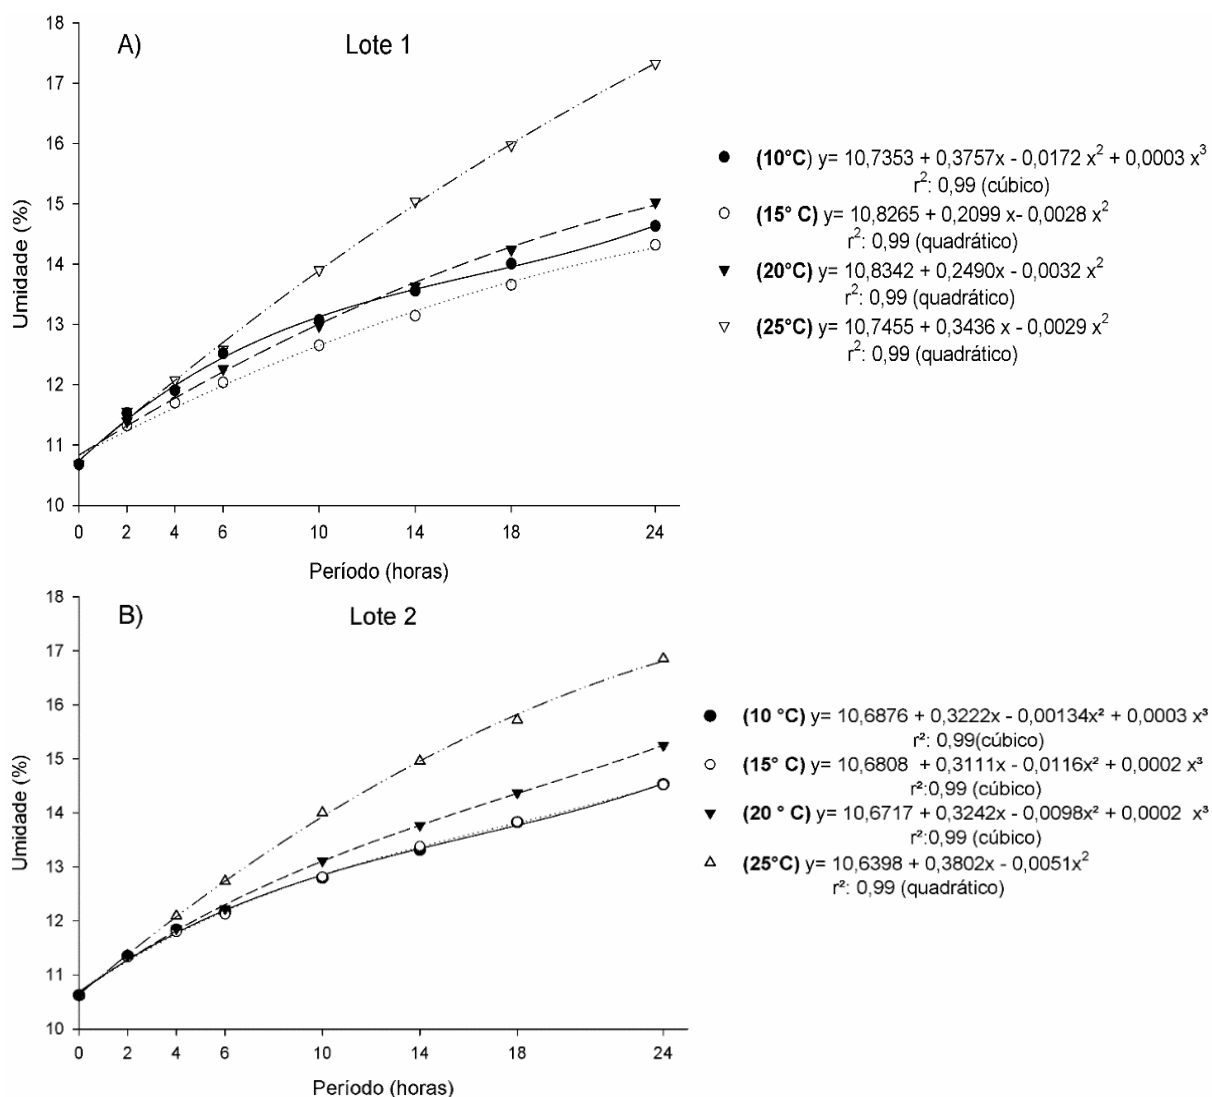 A) Lote 1
18
17
16
15
14
13
12
11
10
Umidade (%)
0 2 4 6 10 14 18 24
Período (horas)
(10°C) y= 10,7353 + 0,3757x - 0,0172 x² + 0,0003 x³
r²: 0,99 (cúbico)
(15° C) y= 10,8265 + 0,2099 x- 0,0028 x²
r²: 0,99 (quadrático)
(20°C) y= 10,8342 + 0,2490x - 0,0032 x²
r²: 0,99 (quadrático)
(25°C) y= 10,7455 + 0,3436 x - 0,0029 x²
r²: 0,99 (quadrático)
B) Lote 2
18
17
16
15
14
13
12
11
10
Umidade (%)
0 2 4 6 10 14 18 24
Período (horas)
(10 °C) y= 10,6876 + 0,3222x - 0,00134x² + 0,0003 x³
r²: 0,99(cúbico)
(15° C) y= 10,6808 + 0,3111x - 0,0116x² + 0,0002 x³
r²:0,99 (cúbico)
(20 ° C) y= 10,6717 + 0,3242x - 0,0098x² + 0,0002 x³
r²:0,99 (cúbico)
(25°C) y= 10,6398 + 0,3802x - 0,0051x²
r²: 0,99 (quadrático)